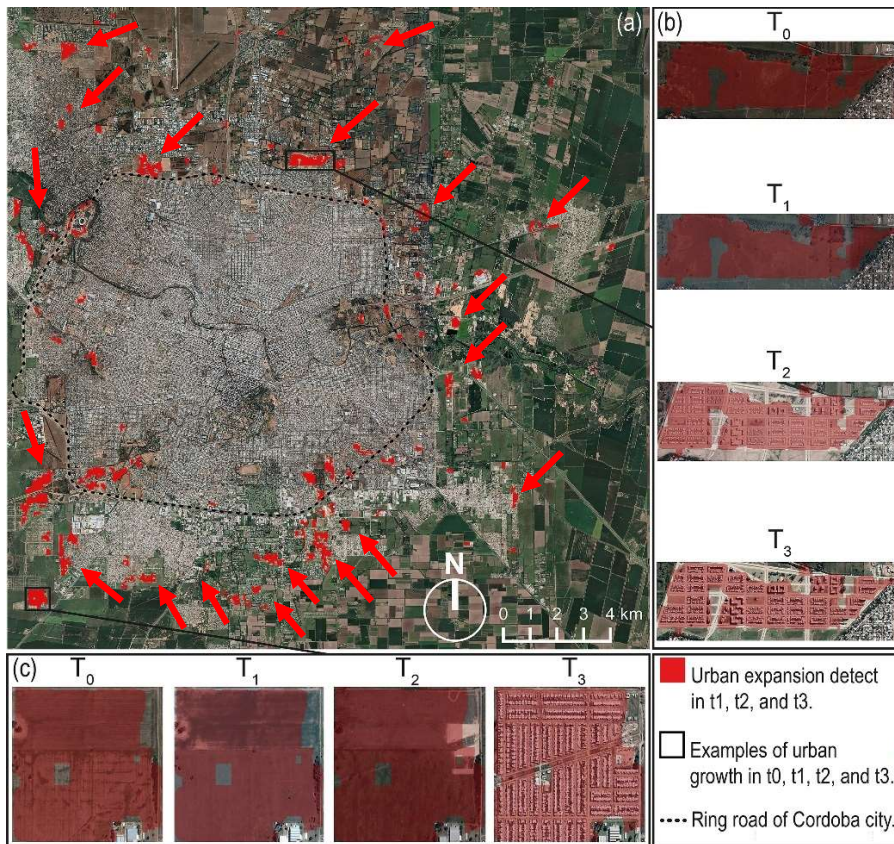 (a)
N
0 1 2 3 4 km
(b)
T0
T1
T2
T3
(c)
T0
T1
T2
T3
Urban expansion detect
in t1, t2, and t3.
Examples of urban
growth in t0, t1, t2, and t3.
Ring road of Cordoba city.